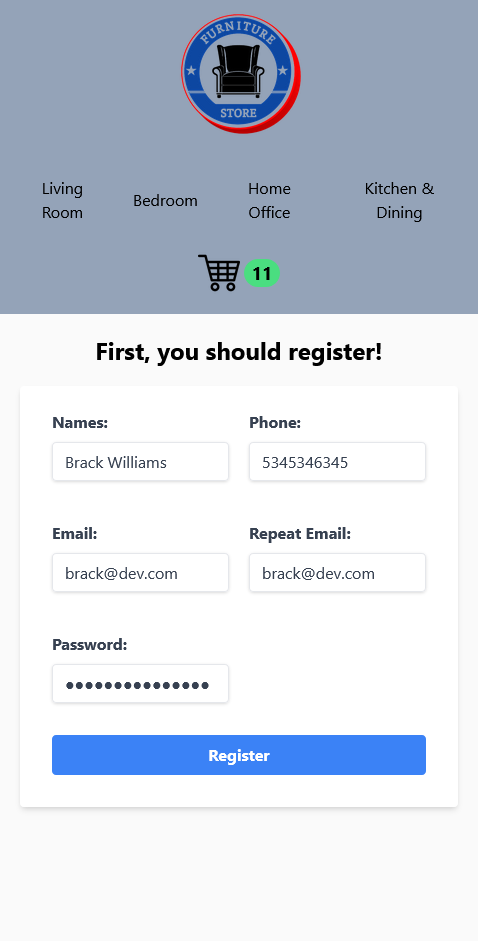 FURNITURE
STORE
Living Room
Bedroom
Home Office
Kitchen & Dining
11
First, you should register!
Names:
Phone:
Brack Williams
5345346345
Email:
Repeat Email:
brack@dev.com
brack@dev.com
Password:
●●●●●●●●●●●●●●●
Register